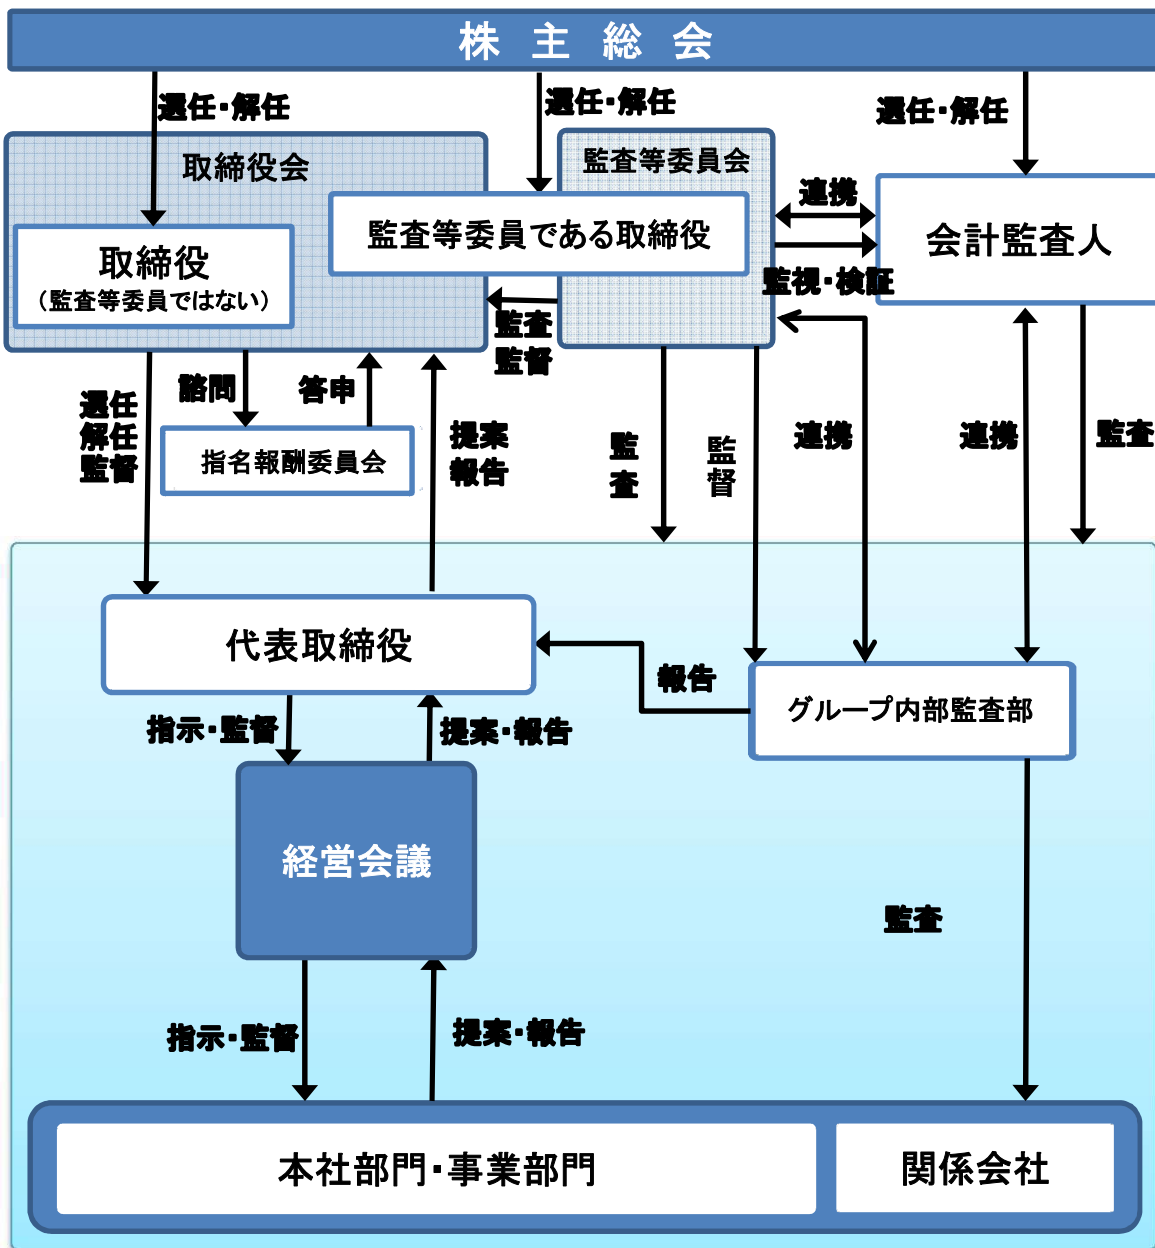 株主総会
選任・解任
選任・解任
選任・解任
取締役会
監査等委員会
監査等委員である取締役
連携
会計監査人
取締役
（監査等委員ではない）
監視・検証
監査
監督
諮問
答申
選任
解任
監督
指名報酬委員会
提案
報告
監査
監督
連携
連携
監査
代表取締役
報告
グループ内部監査部
指示・監督
提案・報告
経営会議
監査
指示・監督
提案・報告
本社部門・事業部門
関係会社